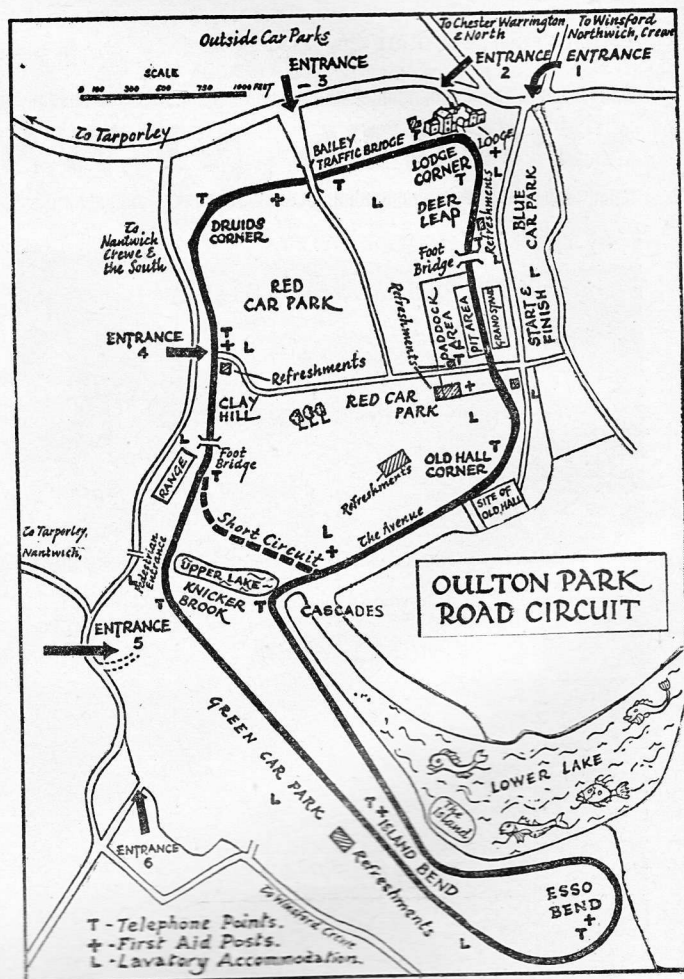 To Chester Warrington
& North
To Winsford
Northwich, Crewe
Outside Car Parks
ENTRANCE
3
ENTRANCE
2
ENTRANCE
1
SCALE
0 100 300 500 750 1000 FEET
To Tarporley
BAILEY
TRAFFIC BRIDGE
T
LODGE
LODGE
CORNER
T
DEER
LEAP
Refreshments
BLUE
CAR PARK
T
+
T
L
+
L
DRUIDS
CORNER
To
Nantwich
Crewe &
the South
Foot
Bridge
RED
CAR PARK
Refreshments
PADDOCK
AREA
PIT AREA
GRANDSTAND
START &
FINISH
L
ENTRANCE
4
T
+
L
Refreshments
CLAY
HILL
RED CAR
PARK
+
L
L
L
Foot
Bridge
T
RANGE
Refreshments
OLD HALL
CORNER
T
SITE OF
OLD HALL
Short Circuit
L
+
The Avenue
To Tarporley,
Nantwich,
Pedestrian
Entrance
T
UPPER LAKE
KNICKER
BROOK
T
CASCADES
OULTON PARK
ROAD CIRCUIT
ENTRANCE
5
GREEN CAR PARK
L
LOWER LAKE
The
Island
ISLAND BEND
Refreshments
ENTRANCE
6
To Winsford Crewe
ESSO
BEND
+
T
L
T - Telephone Points.
+ - First Aid Posts.
L - Lavatory Accommodation.